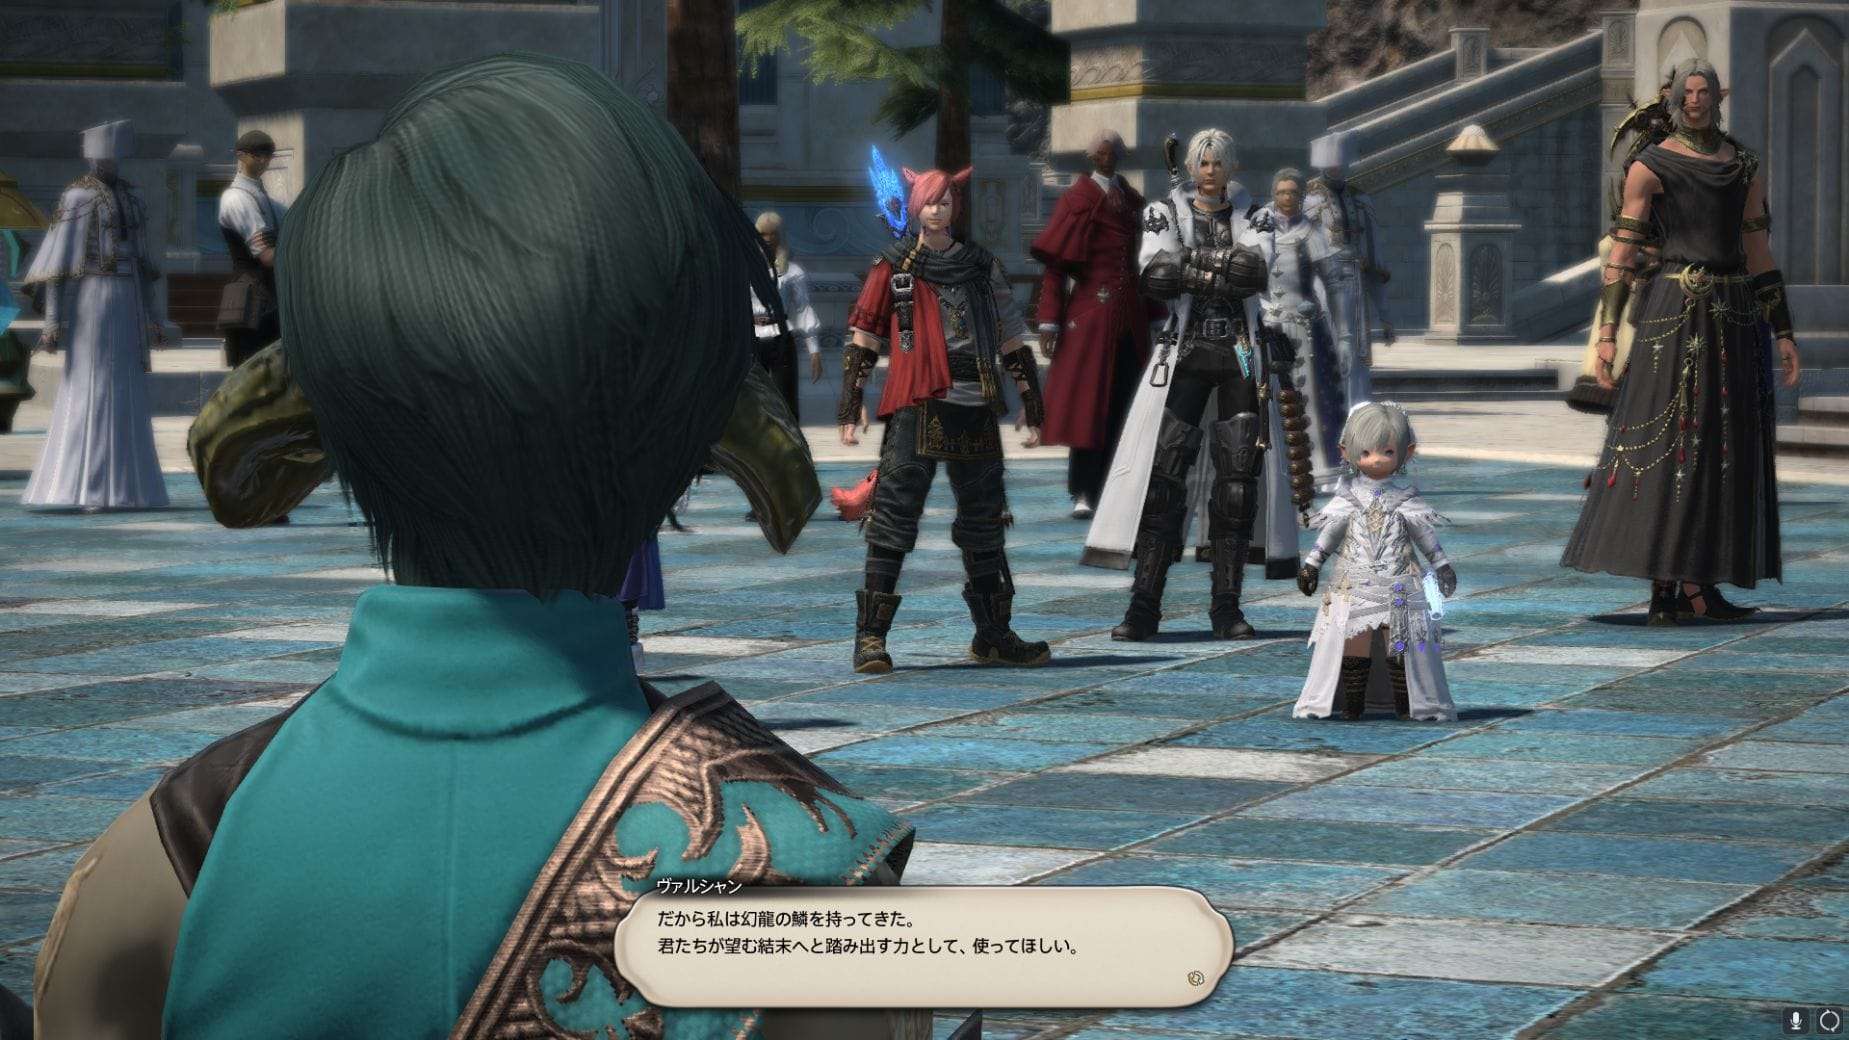 ヴァルシャン
だから私は幻龍の鱗を持ってきた。
君たちが望む結末へと踏み出す力として、使ってほしい。